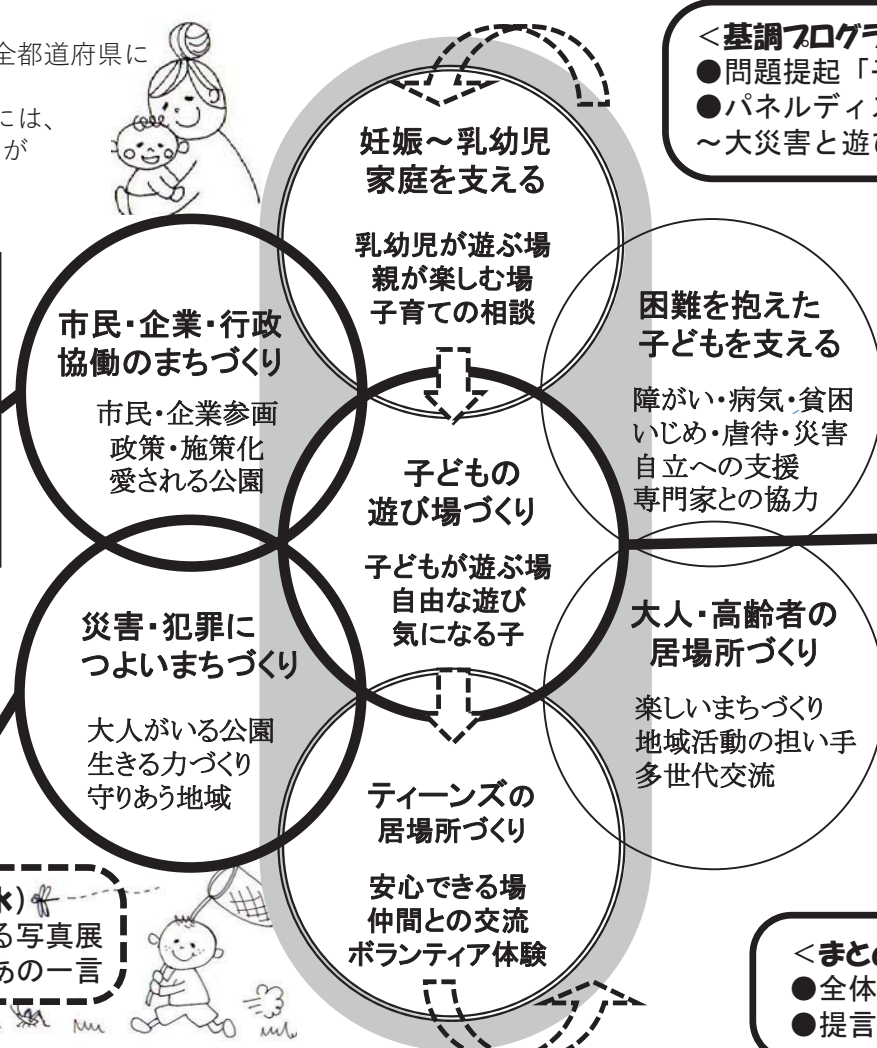 全都道府県に
には、
が
<基調プログラ
●問題提起「子
●パネルディス
～大災害と遊び
妊娠～乳幼児
家庭を支える
乳幼児が遊ぶ場
親が楽しむ場
子育ての相談
市民・企業・行政
協働のまちづくり
市民・企業参画
政策・施策化
愛される公園
困難を抱えた
子どもを支える
障がい・病気・貧困
いじめ・虐待・災害
自立への支援
専門家との協力
子どもの
遊び場づくり
子どもが遊ぶ場
自由な遊び
気になる子
災害・犯罪に
つよいまちづくり
大人がいる公園
生きる力づくり
守りあう地域
大人・高齢者の
居場所づくり
楽しいまちづくり
地域活動の担い手
多世代交流
ティーンズの
居場所づくり
安心できる場
仲間との交流
ボランティア体験
水)
る写真展
あの一言
<まとめ
●全体
●提言